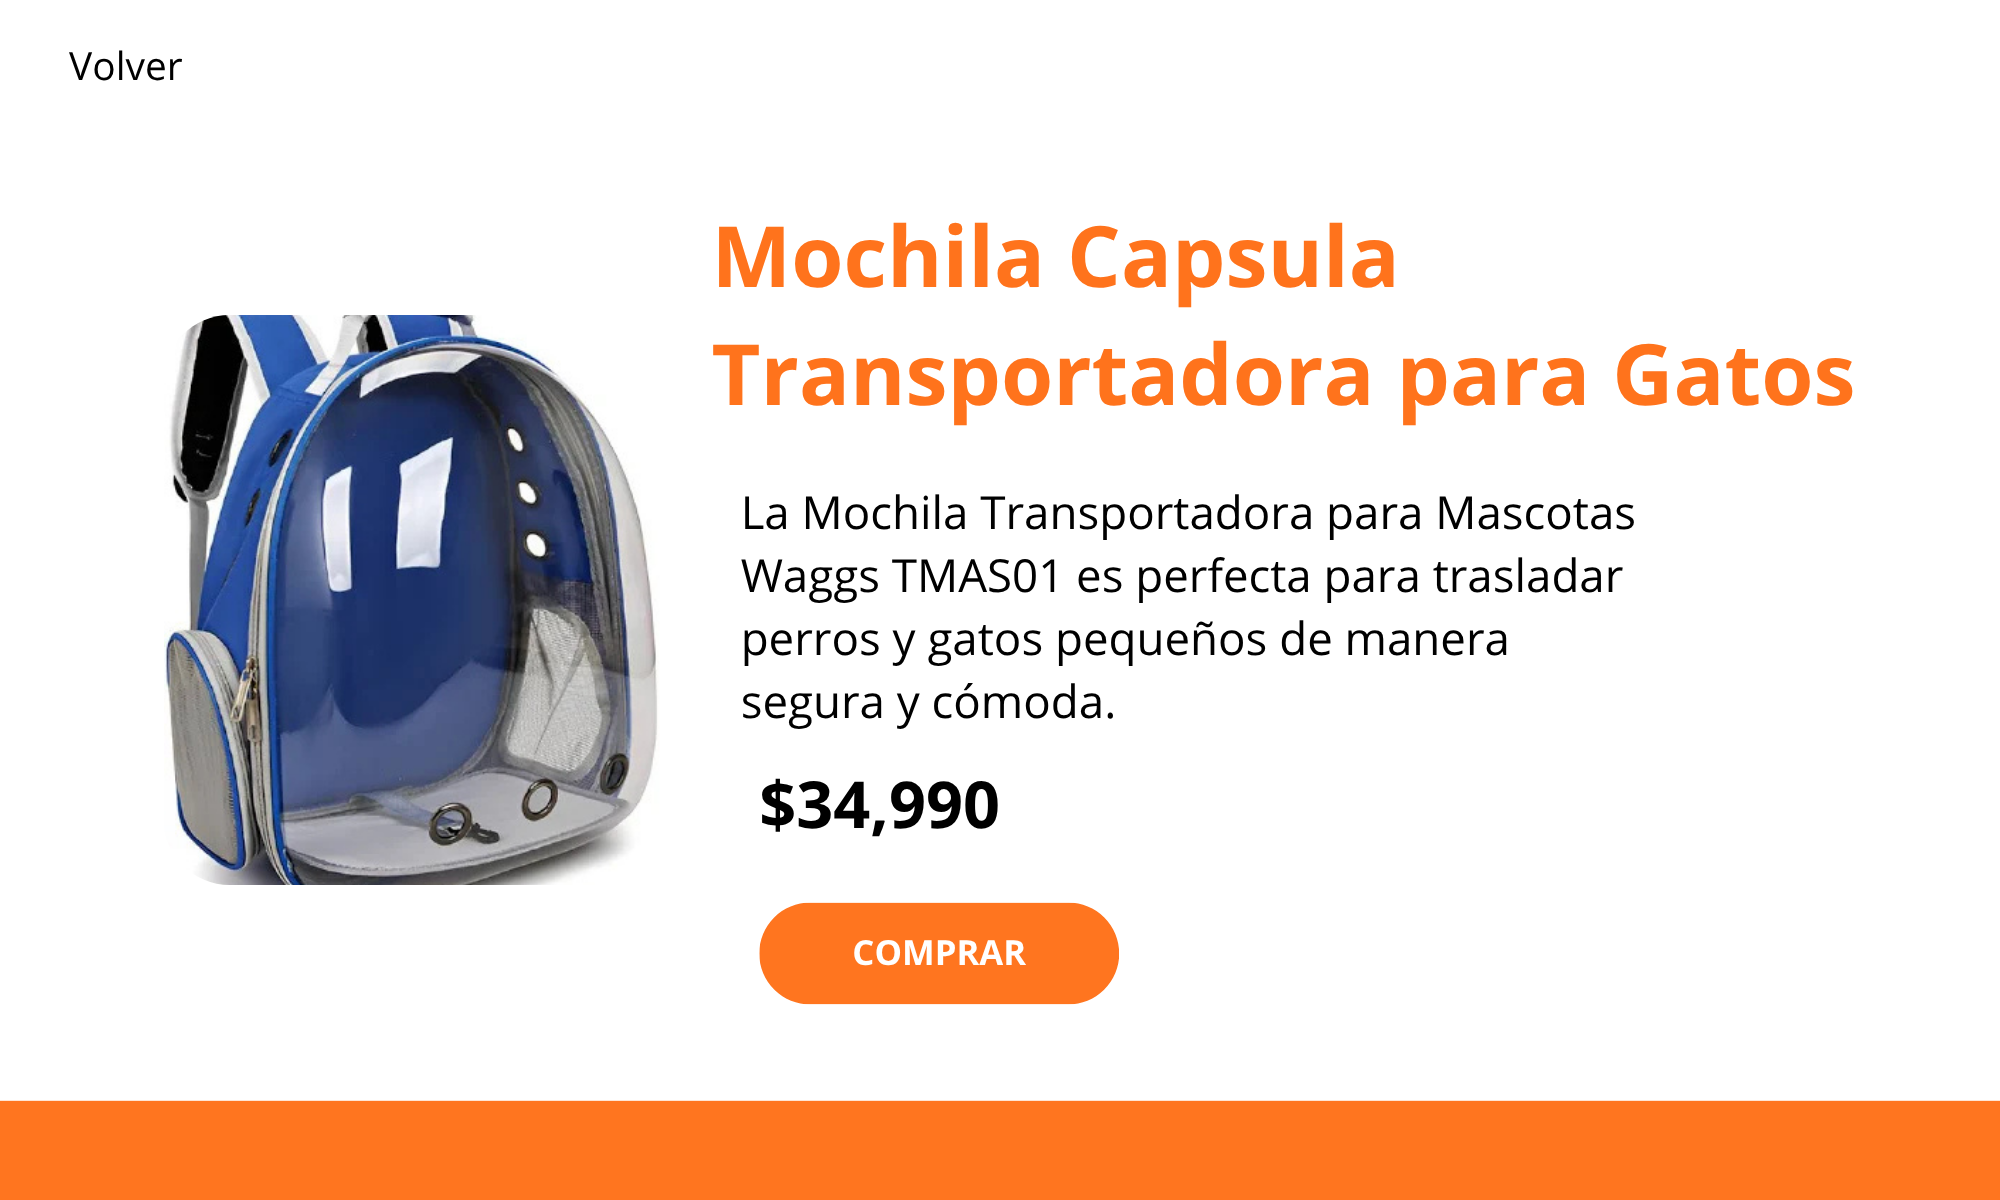 Volver
Mochila Capsula
Transportadora para Gatos
La Mochila Transportadora para Mascotas
Waggs TMAS01 es perfecta para trasladar
perros y gatos pequeños de manera
segura y cómoda.
$34,990
COMPRAR